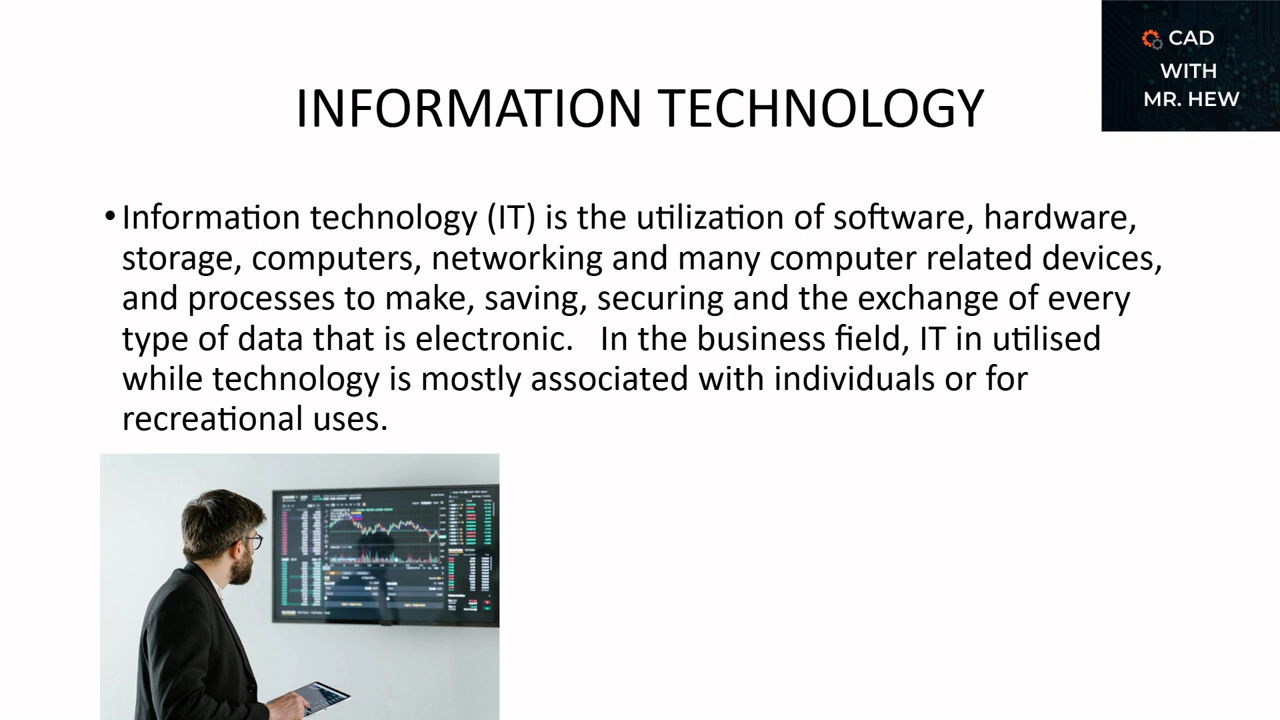 CAD
WITH
MR. HEW
INFORMATION TECHNOLOGY
• Information technology (IT) is the utilization of software, hardware,
storage, computers, networking and many computer related devices,
and processes to make, saving, securing and the exchange of every
type of data that is electronic.   In the business field, IT in utilised
while technology is mostly associated with individuals or for
recreational uses.